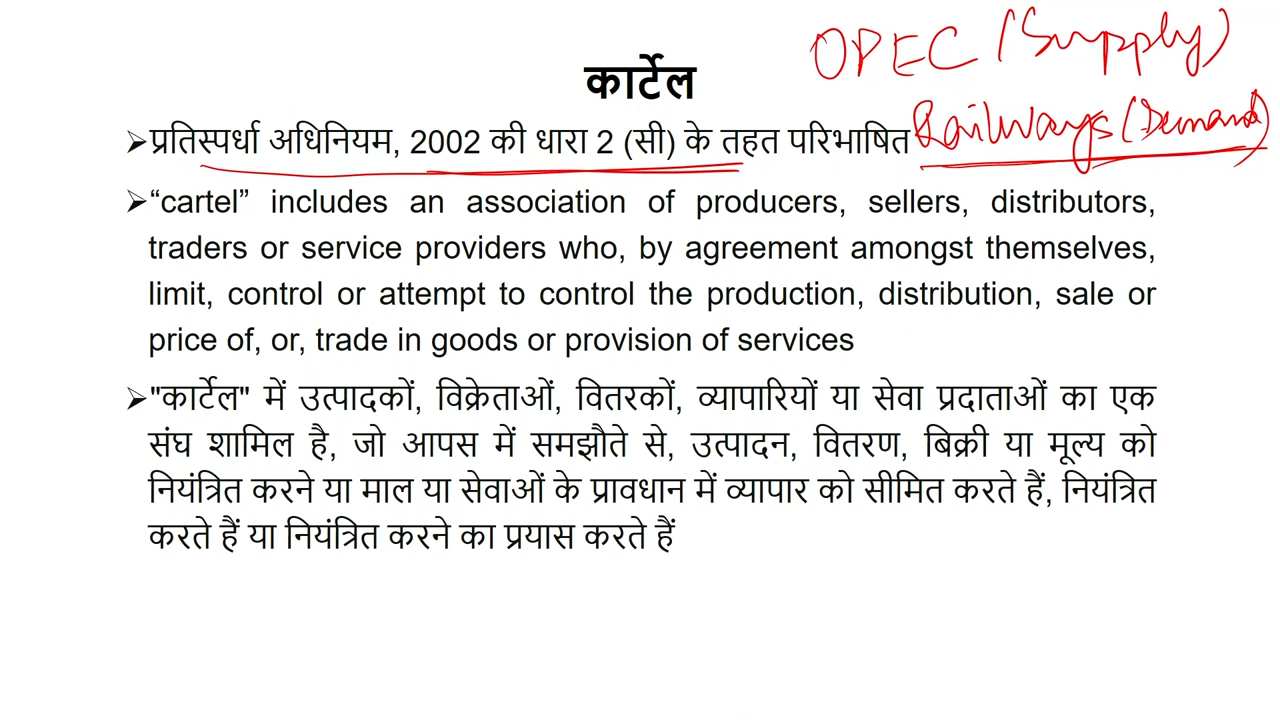 OPEC (Supply)
कार्टेल
Railways (Demand)
➢प्रतिस्पर्धा अधिनियम, 2002 की धारा 2 (सी) के तहत परिभाषित
➢“cartel” includes an association of producers, sellers, distributors,
traders or service providers who, by agreement amongst themselves,
limit, control or attempt to control the production, distribution, sale or
price of, or, trade in goods or provision of services
➢"कार्टेल" में उत्पादकों, विक्रेताओं, वितरकों, व्यापारियों या सेवा प्रदाताओं का एक
संघ शामिल है, जो आपस में समझौते से, उत्पादन, वितरण, बिक्री या मूल्य को
नियंत्रित करने या माल या सेवाओं के प्रावधान में व्यापार को सीमित करते हैं, नियंत्रित
करते हैं या नियंत्रित करने का प्रयास करते हैं